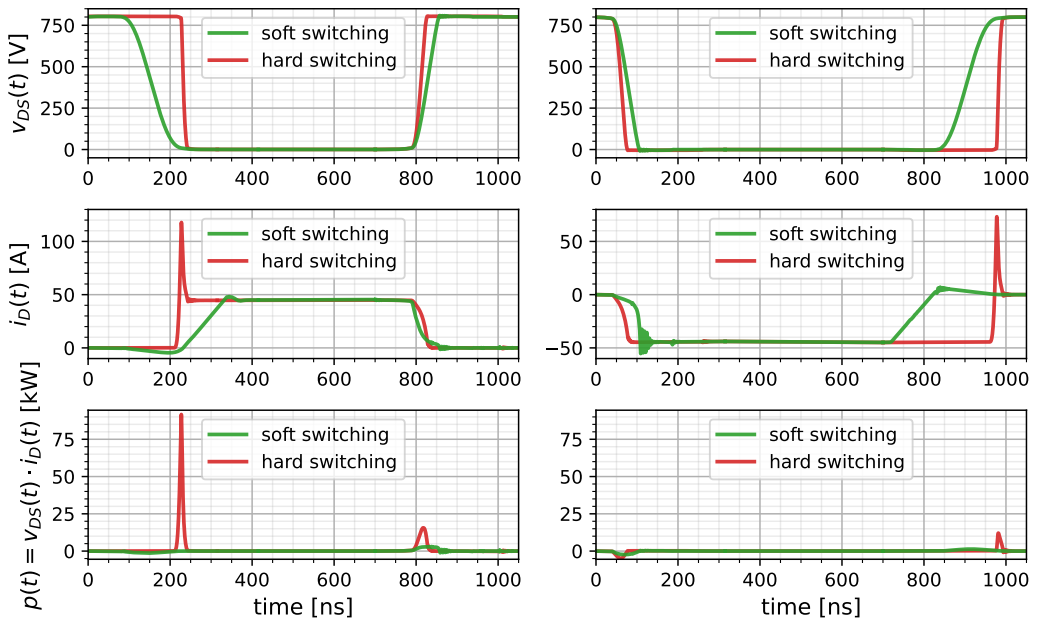 v_DS(t) [V]
750
500
250
0
soft switching
hard switching
0 200 400 600 800 1000
750
500
250
0
soft switching
hard switching
0 200 400 600 800 1000
i_D(t) [A]
100
50
0
soft switching
hard switching
0 200 400 600 800 1000
50
0
−50
soft switching
hard switching
0 200 400 600 800 1000
p(t) = v_DS(t) · i_D(t) [kW]
75
50
25
0
soft switching
hard switching
0 200 400 600 800 1000
time [ns]
75
50
25
0
soft switching
hard switching
0 200 400 600 800 1000
time [ns]